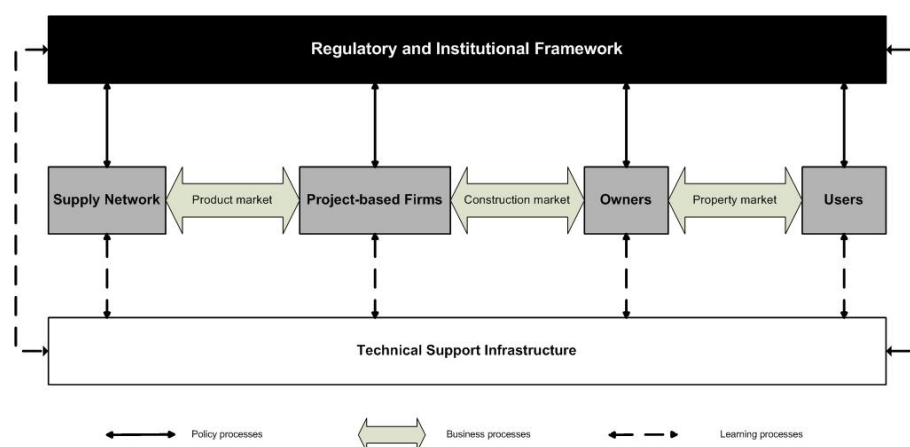 Regulatory and Institutional Framework
Supply Network
Product market
Project-based Firms
Construction market
Owners
Property market
Users
Technical Support Infrastructure
Policy processes
Business processes
Learning processes